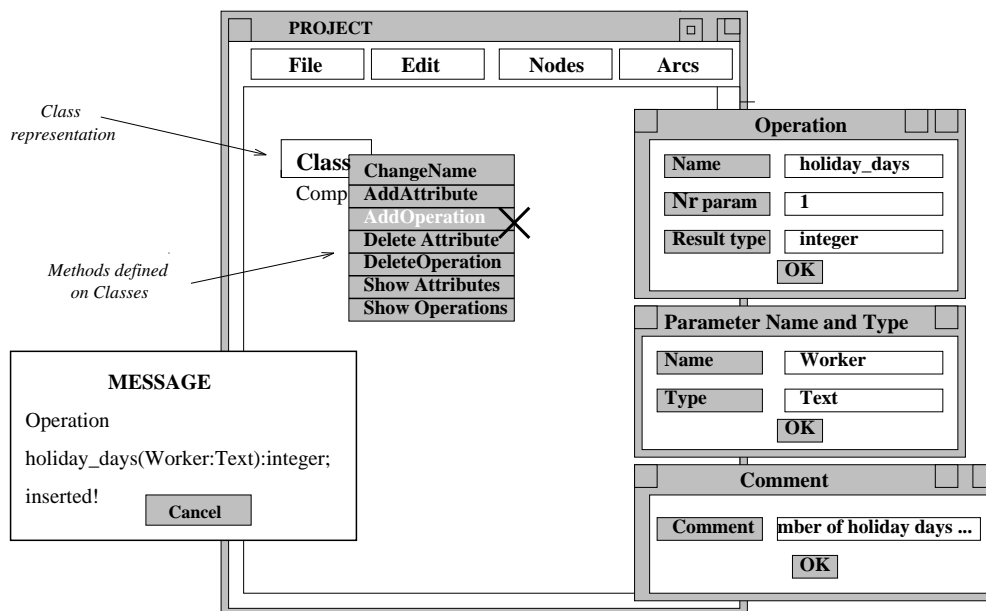 PROJECT
File Edit Nodes Arcs
Class
representation
Class
Comp
ChangeName
AddAttribute
AddOperation
Delete Attribute
DeleteOperation
Show Attributes
Show Operations
Methods defined
on Classes
MESSAGE
Operation
holiday_days(Worker:Text):integer;
inserted!
Cancel
Operation
Name holiday_days
Nr param 1
Result type integer
OK
Parameter Name and Type
Name Worker
Type Text
OK
Comment
Comment mber of holiday days ...
OK